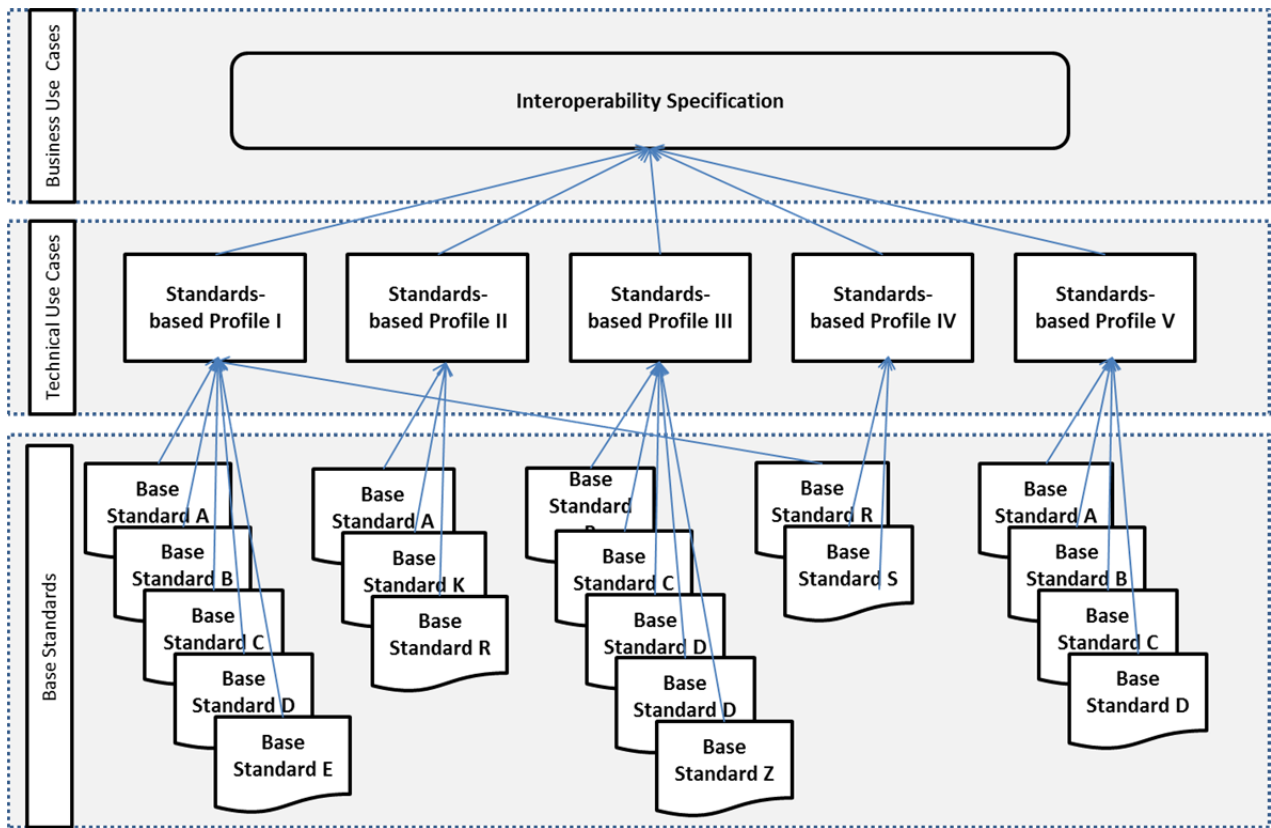 Business Use Cases
Interoperability Specification
Technical Use Cases
Standards-
based Profile I
Standards-
based Profile II
Standards-
based Profile III
Standards-
based Profile IV
Standards-
based Profile V
Base Standards
Base
Standard A
Base
Standard B
Base
Standard C
Base
Standard D
Base
Standard E
Base
Standard A
Base
Standard K
Base
Standard R
Base
Standard
Base
Standard C
Base
Standard D
Base
Standard D
Base
Standard Z
Base
Standard R
Base
Standard S
Base
Standard A
Base
Standard B
Base
Standard C
Base
Standard D